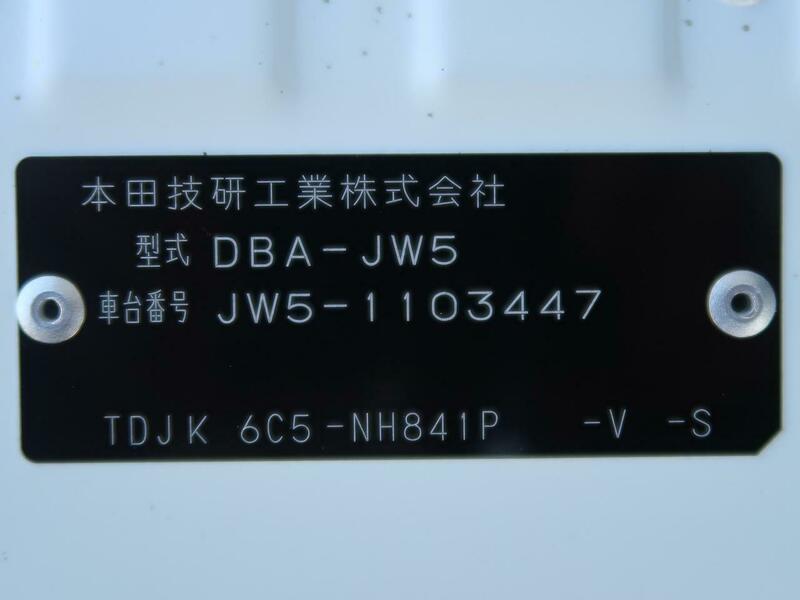 本田技研工業株式会社
型式 DBA-JW5
車台番号 JW5-1103447
TDJK 6C5-NH841P -V -S